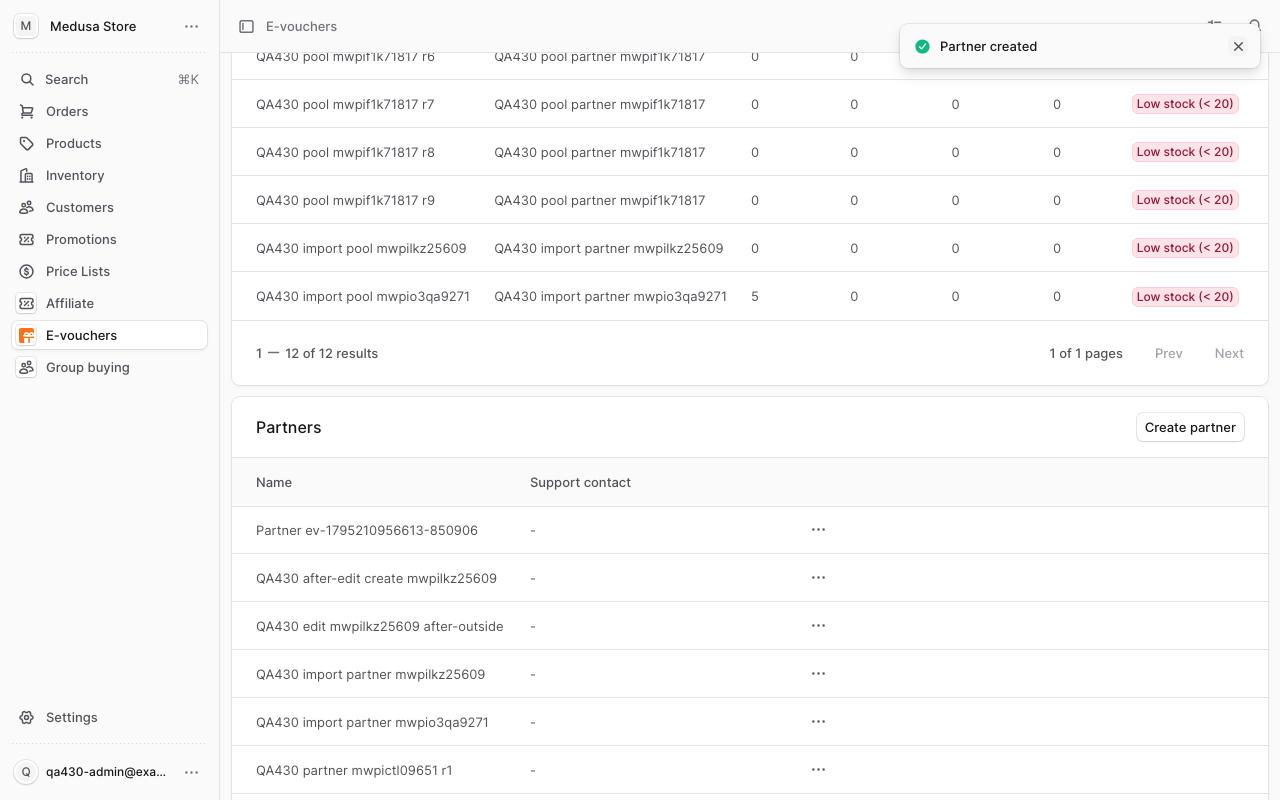 M Medusa Store
E-vouchers
Partner created
Search ⌘K
Orders
Products
Inventory
Customers
Promotions
Price Lists
Affiliate
E-vouchers
Group buying
Settings
Q qa430-admin@exa...
QA430 pool mwpif1k71817 r6 QA430 pool partner mwpif1k71817 0 0
QA430 pool mwpif1k71817 r7 QA430 pool partner mwpif1k71817 0 0 0 0 Low stock (< 20)
QA430 pool mwpif1k71817 r8 QA430 pool partner mwpif1k71817 0 0 0 0 Low stock (< 20)
QA430 pool mwpif1k71817 r9 QA430 pool partner mwpif1k71817 0 0 0 0 Low stock (< 20)
QA430 import pool mwpilkz25609 QA430 import partner mwpilkz25609 0 0 0 0 Low stock (< 20)
QA430 import pool mwpio3qa9271 QA430 import partner mwpio3qa9271 5 0 0 0 Low stock (< 20)
1 — 12 of 12 results 1 of 1 pages Prev Next
Partners Create partner
Name Support contact
Partner ev-1795210956613-850906 -
QA430 after-edit create mwpilkz25609 -
QA430 edit mwpilkz25609 after-outside -
QA430 import partner mwpilkz25609 -
QA430 import partner mwpio3qa9271 -
QA430 partner mwpictl09651 r1 -